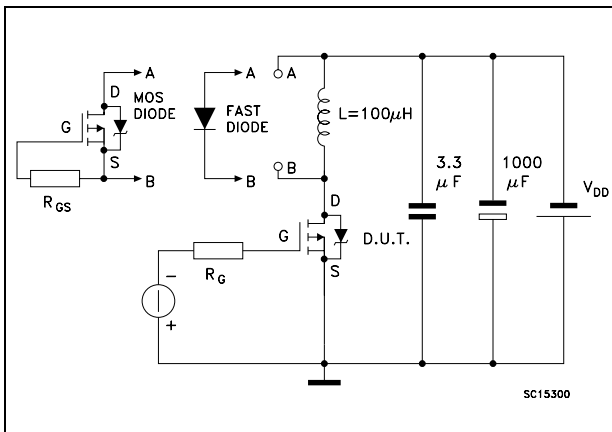 A
D
MOS
DIODE
G
S
B
RGS
A
FAST
DIODE
B
A
L=100μH
B
D
G
D.U.T.
S
RG
-
+
3.3
μF
1000
μF
VDD
SC15300